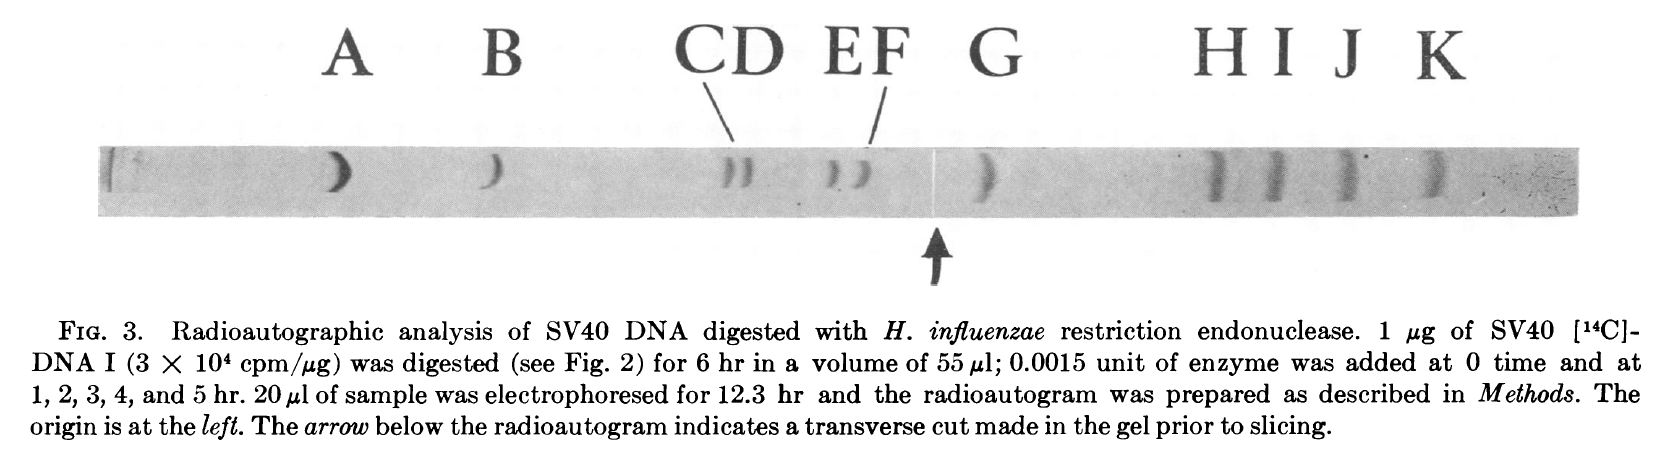 A B CD EF G H I J K
FIG. 3. Radioautographic analysis of SV40 DNA digested with H. influenzae restriction endonuclease. 1 μg of SV40 [¹⁴C]-
DNA I (3 × 10⁴ cpm/μg) was digested (see Fig. 2) for 6 hr in a volume of 55 μl; 0.0015 unit of enzyme was added at 0 time and at
1, 2, 3, 4, and 5 hr. 20 μl of sample was electrophoresed for 12.3 hr and the radioautogram was prepared as described in Methods. The
origin is at the left. The arrow below the radioautogram indicates a transverse cut made in the gel prior to slicing.